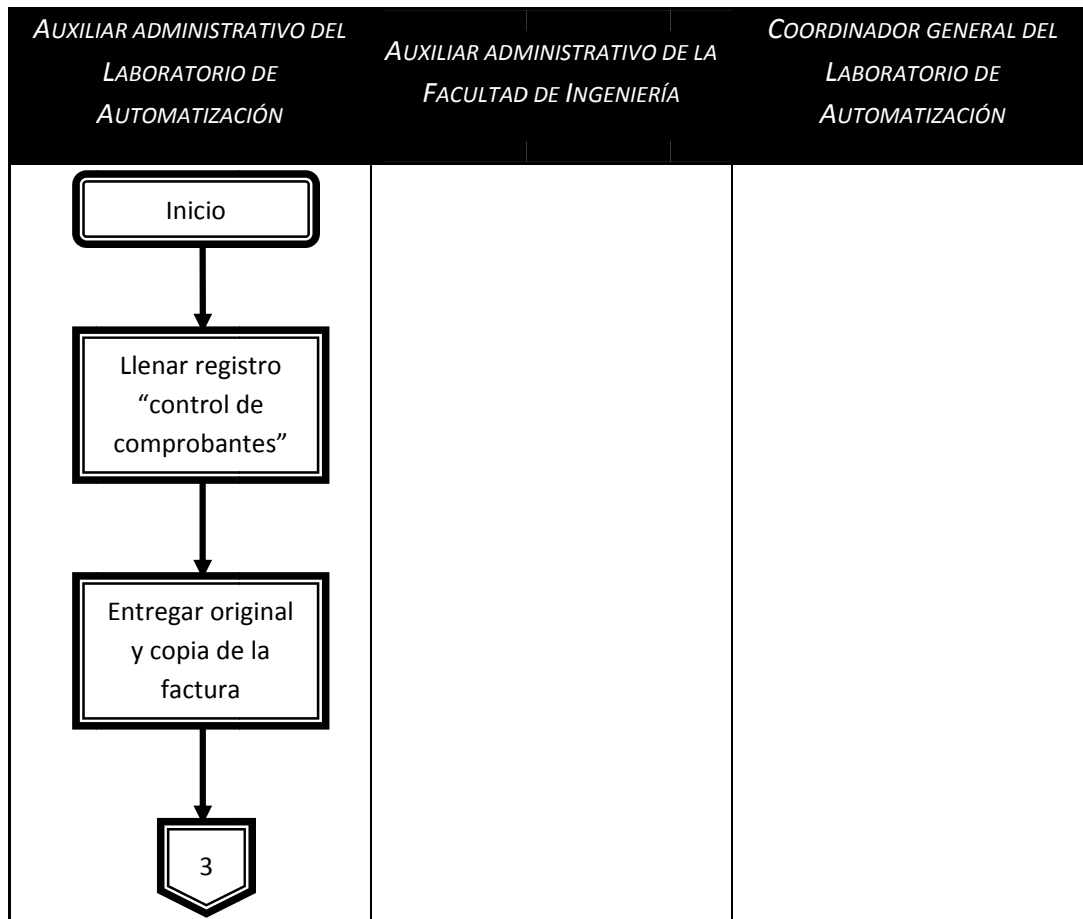 AUXILIAR ADMINISTRATIVO DEL
LABORATORIO DE
AUTOMATIZACIÓN
AUXILIAR ADMINISTRATIVO DE LA
FACULTAD DE INGENIERÍA
COORDINADOR GENERAL DEL
LABORATORIO DE
AUTOMATIZACIÓN
Inicio
Llenar registro
“control de
comprobantes”
Entregar original
y copia de la
factura
3